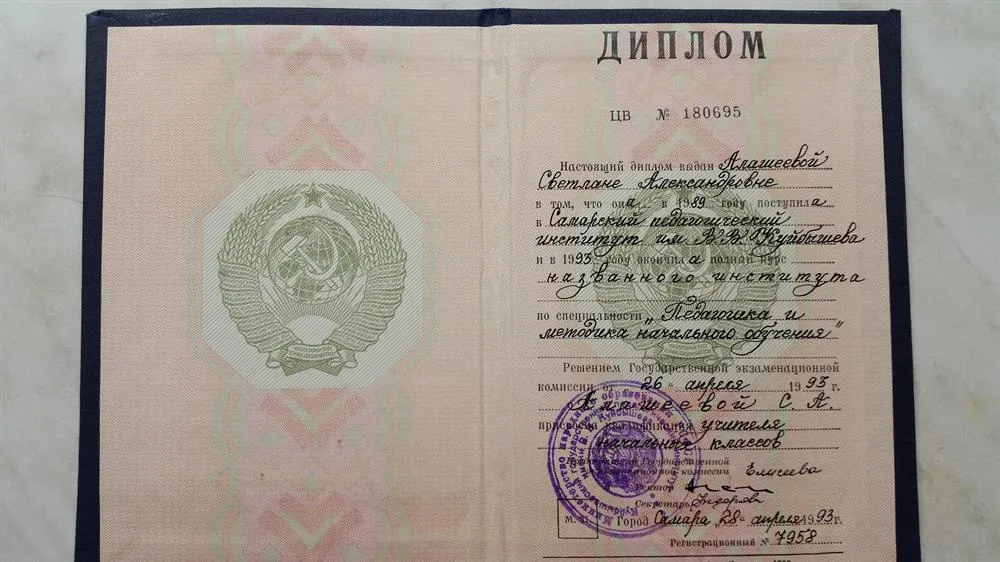 ДИПЛОМ
ЦВ № 180695
Настоящий диплом выдан Алашеевой
Светлане Александровне
в том, что она в 1989 году поступила
в Самарский педагогический
институт им В.В. Куйбышева
и в 1993 году окончила полный курс
названного института
по специальности „Педагогика и
методика начального обучения"
Решением Государственной экзаменационной
комиссии от „26" апреля 1993 г.
Алашеевой С. А.
присвоена квалификация учителя
начальных классов
Председатель Государственной
экзаменационной комиссии Елисеева
Ректор
Секретарь
М. П. Город Самара „28" апреля 1993г.
Регистрационный № 7958